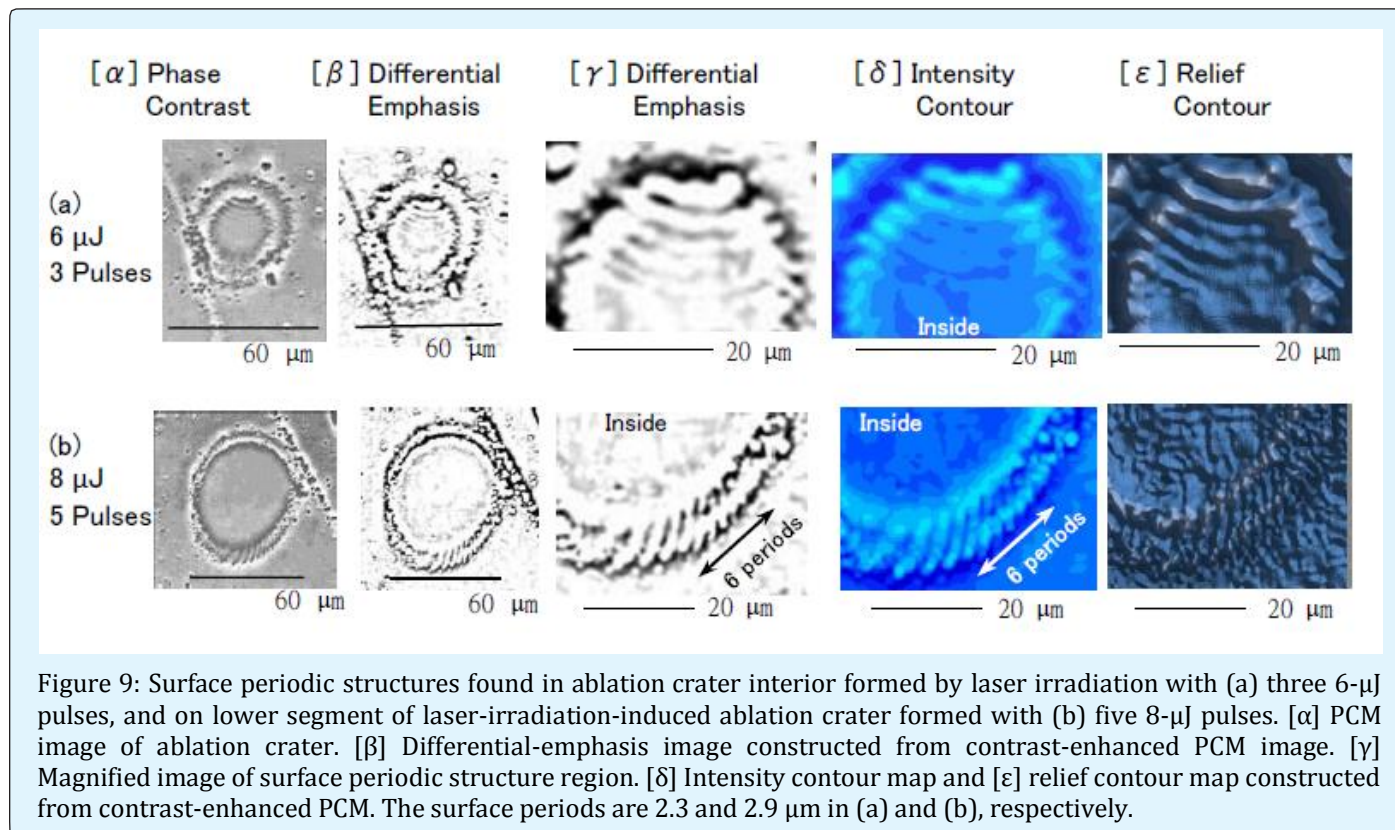 [α] Phase Contrast
[β] Differential Emphasis
[γ] Differential Emphasis
[δ] Intensity Contour
[ε] Relief Contour
(a)
6 μJ
3 Pulses
Inside
60 μm
60 μm
20 μm
20 μm
20 μm
(b)
8 μJ
5 Pulses
Inside
Inside
6 periods
6 periods
60 μm
60 μm
20 μm
20 μm
20 μm
Figure 9: Surface periodic structures found in ablation crater interior formed by laser irradiation with (a) three 6-μJ
pulses, and on lower segment of laser-irradiation-induced ablation crater formed with (b) five 8-μJ pulses. [α] PCM
image of ablation crater. [β] Differential-emphasis image constructed from contrast-enhanced PCM image. [γ]
Magnified image of surface periodic structure region. [δ] Intensity contour map and [ε] relief contour map constructed
from contrast-enhanced PCM. The surface periods are 2.3 and 2.9 μm in (a) and (b), respectively.